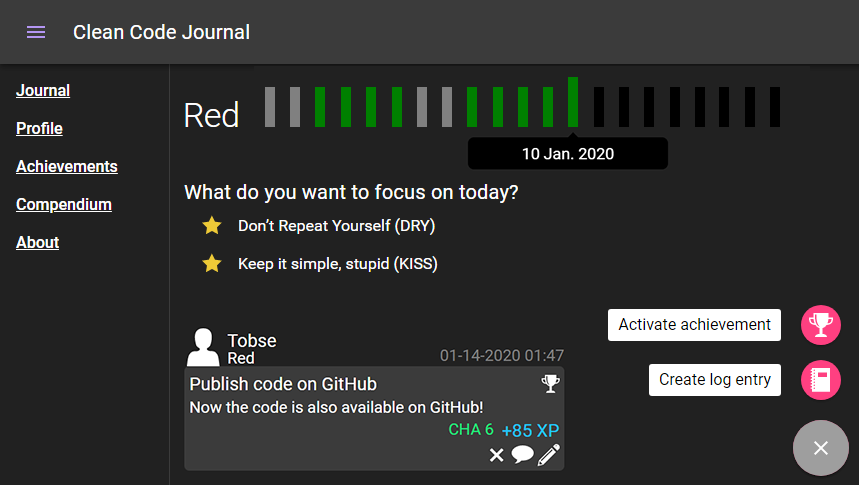 Clean Code Journal
Journal
Profile
Achievements
Compendium
About
Red
10 Jan. 2020
What do you want to focus on today?
Don’t Repeat Yourself (DRY)
Keep it simple, stupid (KISS)
Tobse
Red
01-14-2020 01:47
Publish code on GitHub
Now the code is also available on GitHub!
CHA 6 +85 XP
Activate achievement
Create log entry